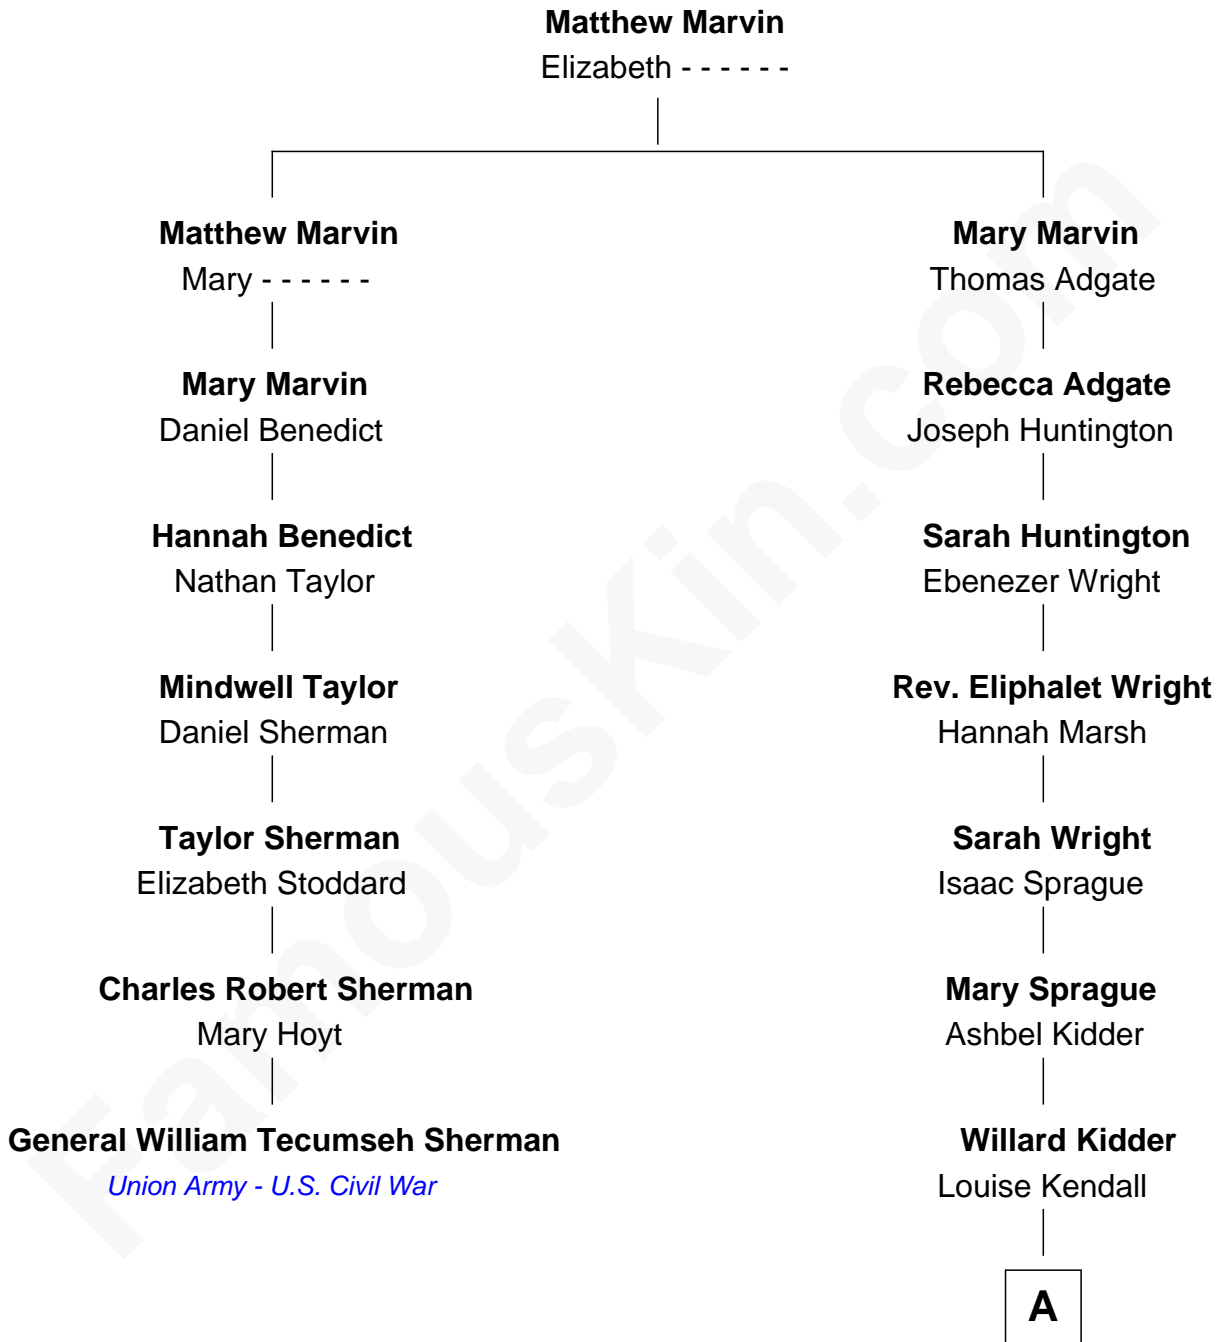 Matthew Marvin
Elizabeth - - - - - -
Matthew Marvin
Mary - - - - - -
Mary Marvin
Thomas Adgate
Mary Marvin
Daniel Benedict
Rebecca Adgate
Joseph Huntington
Hannah Benedict
Nathan Taylor
Sarah Huntington
Ebenezer Wright
Mindwell Taylor
Daniel Sherman
Rev. Eliphalet Wright
Hannah Marsh
Taylor Sherman
Elizabeth Stoddard
Sarah Wright
Isaac Sprague
Charles Robert Sherman
Mary Hoyt
Mary Sprague
Ashbel Kidder
General William Tecumseh Sherman
Union Army - U.S. Civil War
Willard Kidder
Louise Kendall
A
FamousKin.com